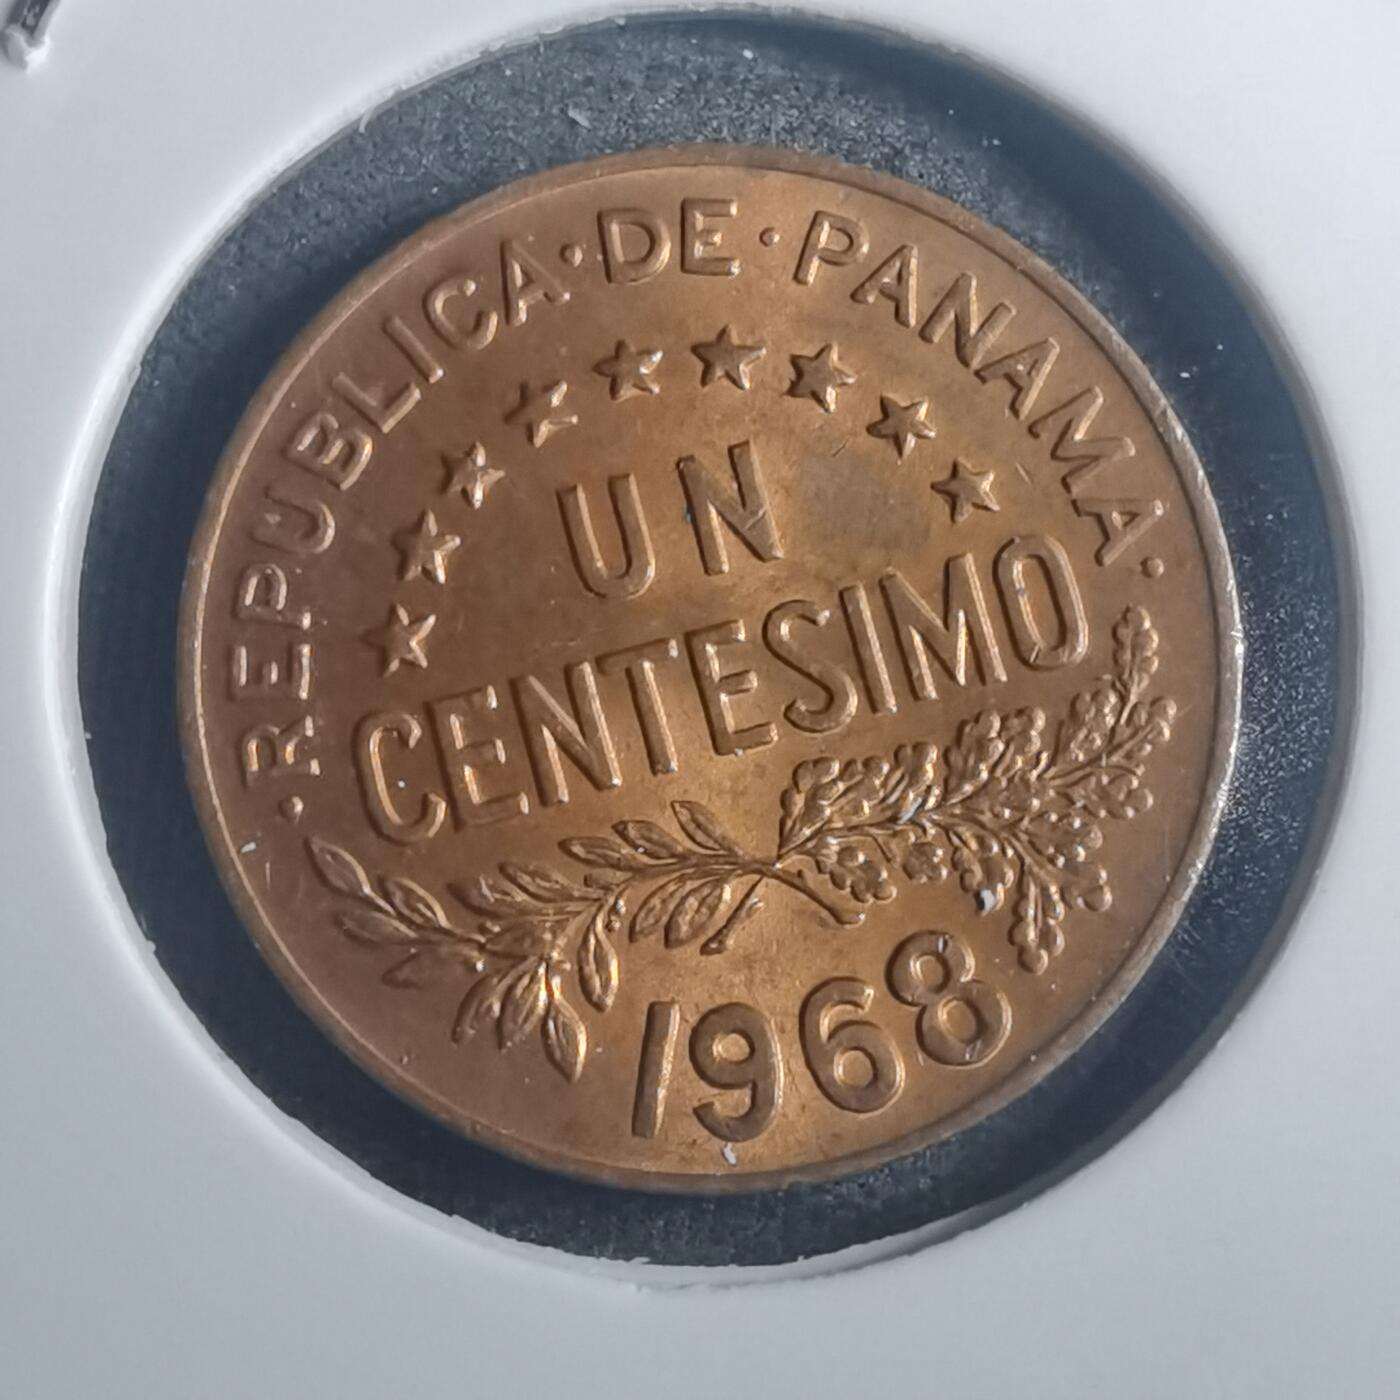 ·REPUBLICA·DE·PANAMA·
UN
CENTESIMO
1968